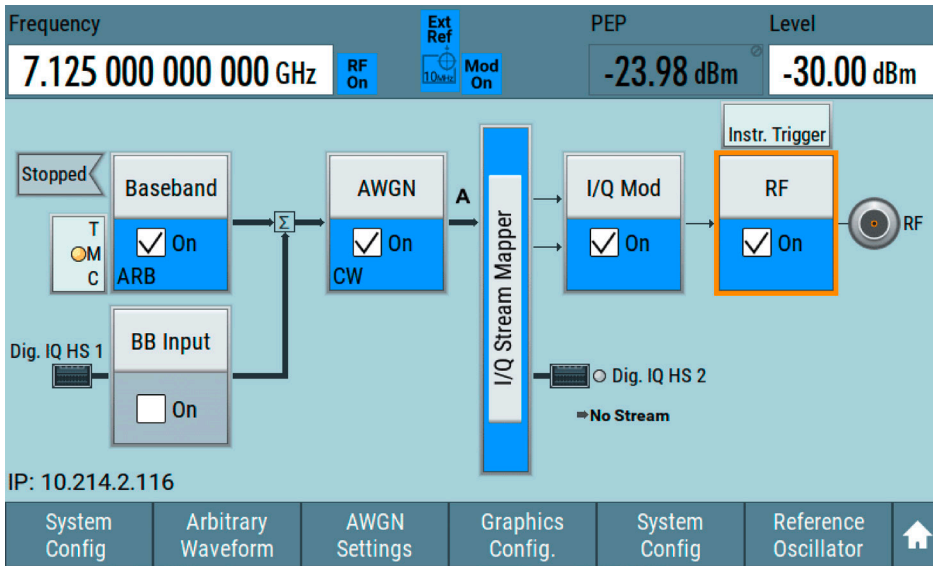 Frequency
Ext
Ref
PEP
Level
7.125 000 000 000 GHz
RF
On
10MHz
Mod
On
-23.98 dBm
-30.00 dBm
Instr. Trigger
Stopped
Baseband
AWGN
A
I/Q Mod
RF
T
M
C
On
ARB
Σ
On
CW
I/Q Stream Mapper
On
On
RF
Dig. IQ HS 1
BB Input
On
Dig. IQ HS 2
No Stream
IP: 10.214.2.116
System
Config
Arbitrary
Waveform
AWGN
Settings
Graphics
Config.
System
Config
Reference
Oscillator